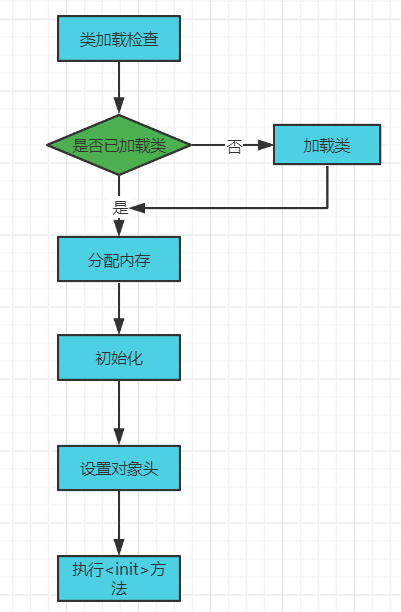 类加载检查
是否已加载类
否
加载类
是
分配内存
初始化
设置对象头
执行<init>方
法